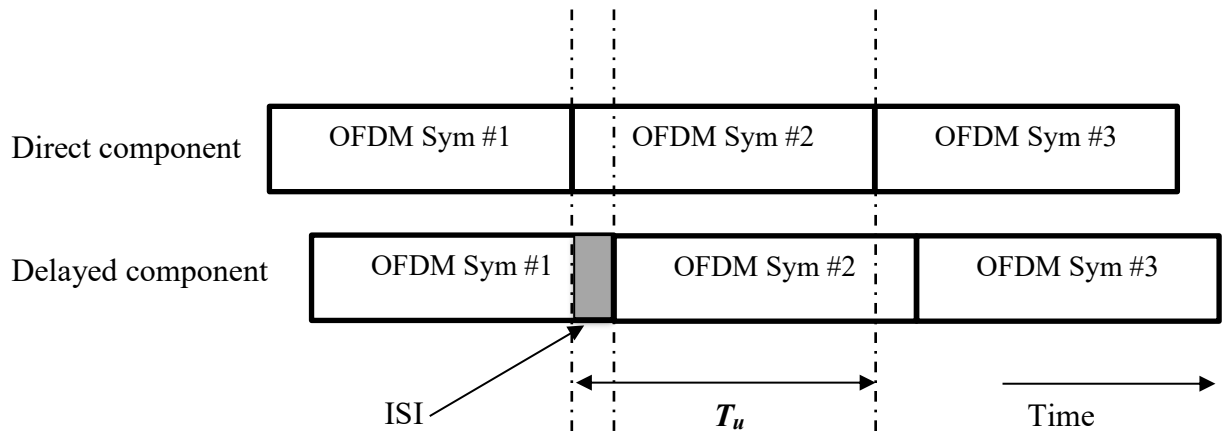 Direct component
OFDM Sym #1
OFDM Sym #2
OFDM Sym #3
Delayed component
OFDM Sym #1
OFDM Sym #2
OFDM Sym #3
ISI
Tu
Time